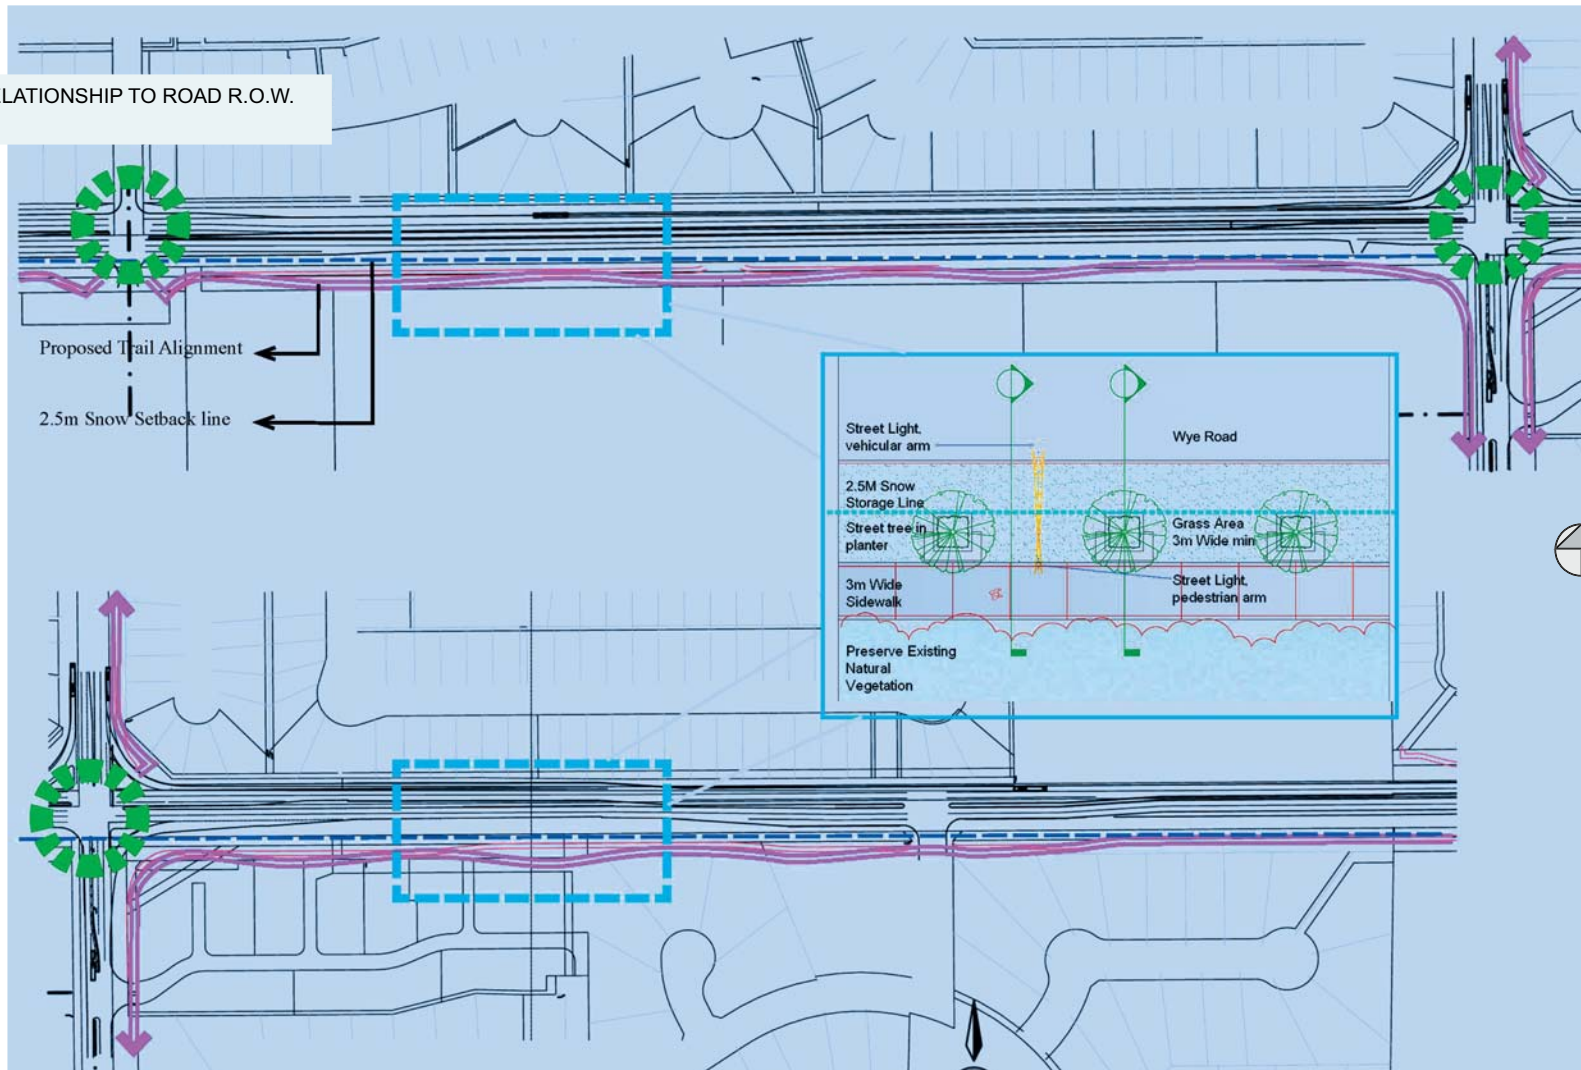 ELATIONSHIP TO ROAD R.O.W.
Proposed Trail Alignment
2.5m Snow Setback line
Street Light,
vehicular arm
Wye Road
2.5M Snow
Storage Line
Street tree in
planter
Grass Area
3m Wide min
3m Wide
Sidewalk
Street Light,
pedestrian arm
Preserve Existing
Natural
Vegetation